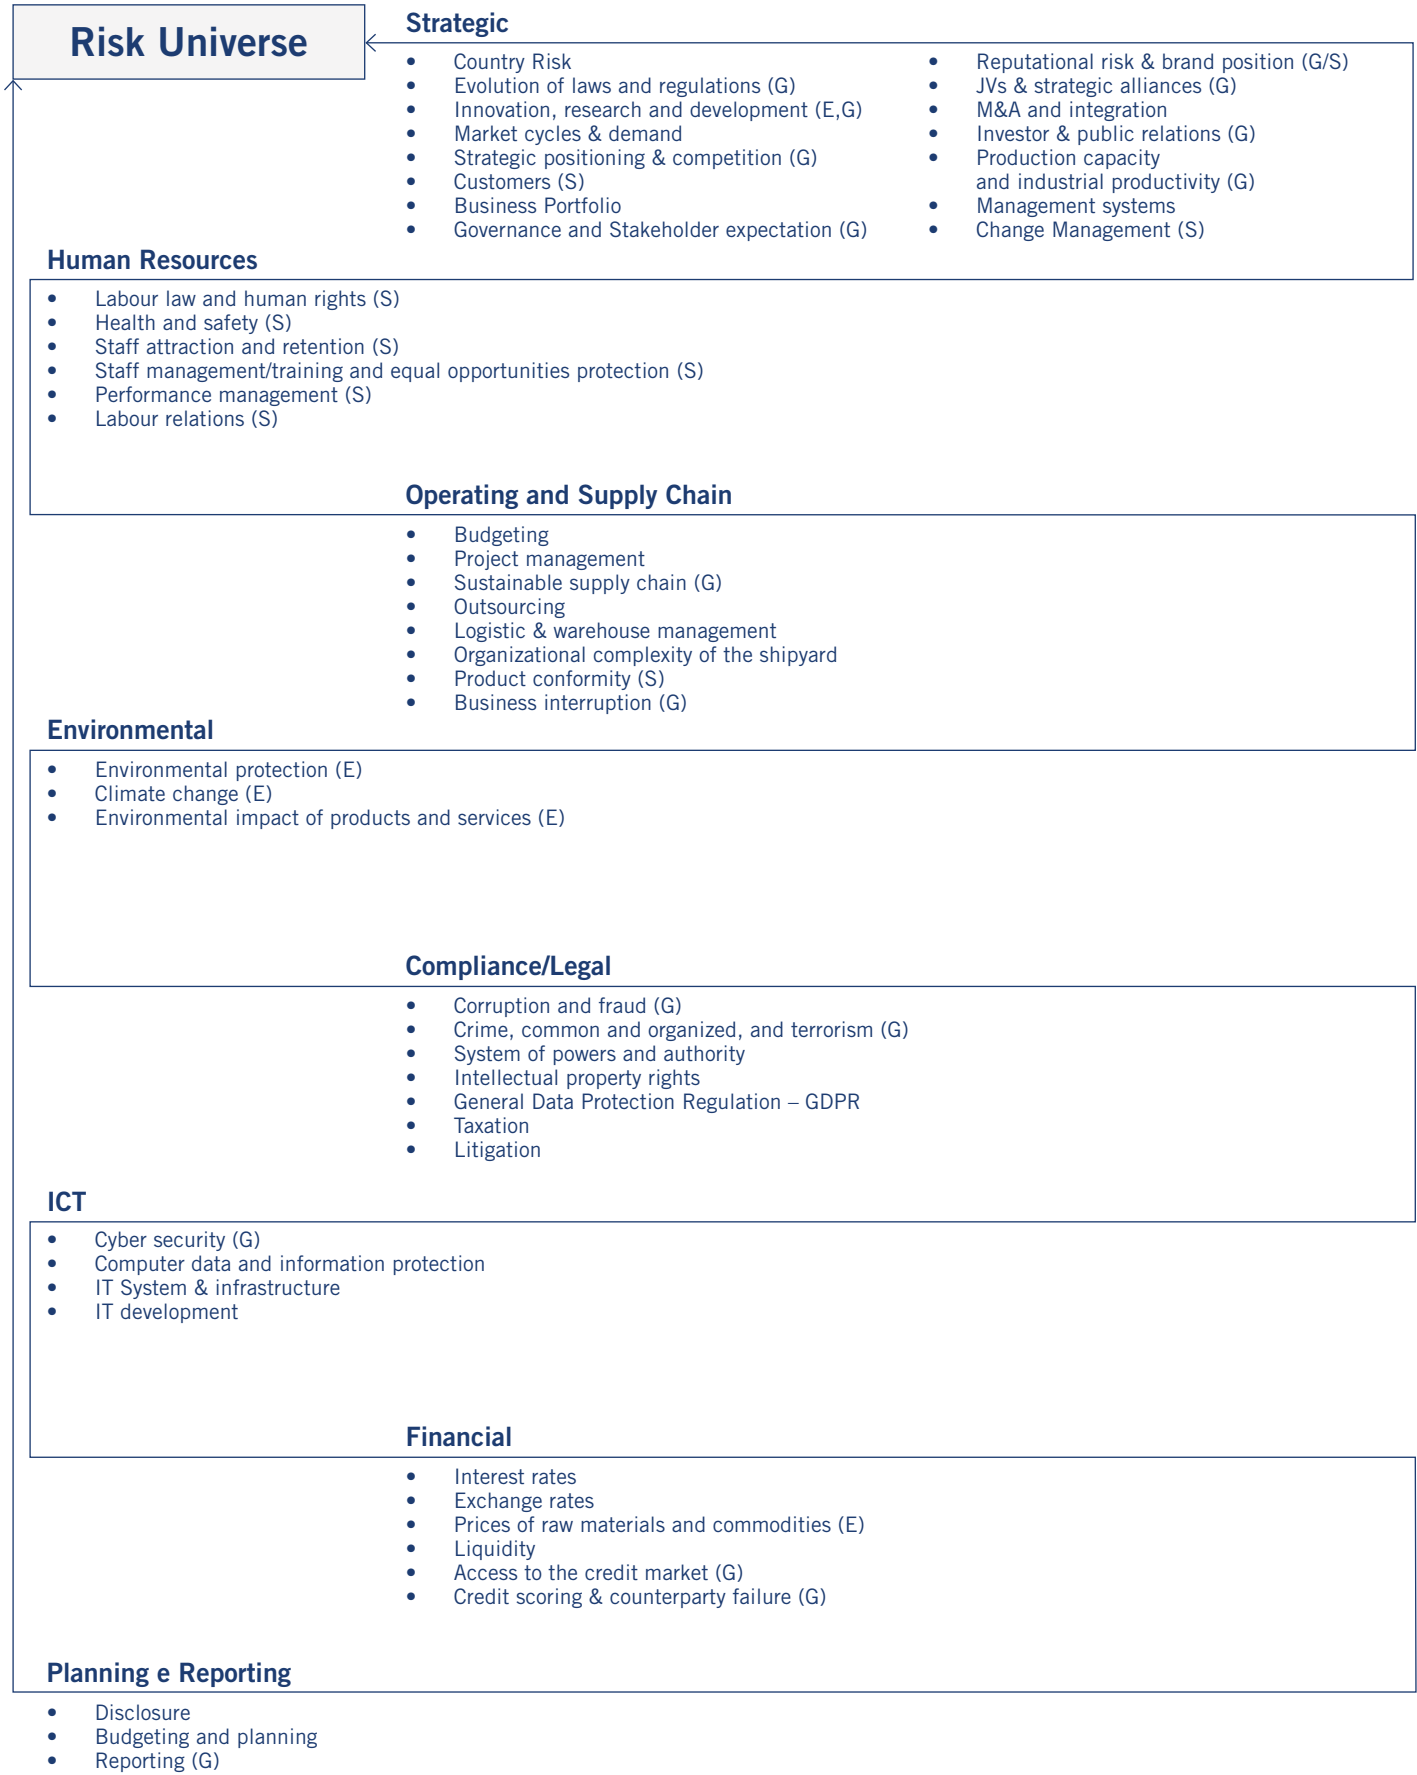 Risk Universe
Strategic
• Country Risk
• Evolution of laws and regulations (G)
• Innovation, research and development (E,G)
• Market cycles & demand
• Strategic positioning & competition (G)
• Customers (S)
• Business Portfolio
• Governance and Stakeholder expectation (G)
• Reputational risk & brand position (G/S)
• JVs & strategic alliances (G)
• M&A and integration
• Investor & public relations (G)
• Production capacity
and industrial productivity (G)
• Management systems
• Change Management (S)
Human Resources
• Labour law and human rights (S)
• Health and safety (S)
• Staff attraction and retention (S)
• Staff management/training and equal opportunities protection (S)
• Performance management (S)
• Labour relations (S)
Operating and Supply Chain
• Budgeting
• Project management
• Sustainable supply chain (G)
• Outsourcing
• Logistic & warehouse management
• Organizational complexity of the shipyard
• Product conformity (S)
• Business interruption (G)
Environmental
• Environmental protection (E)
• Climate change (E)
• Environmental impact of products and services (E)
Compliance/Legal
• Corruption and fraud (G)
• Crime, common and organized, and terrorism (G)
• System of powers and authority
• Intellectual property rights
• General Data Protection Regulation – GDPR
• Taxation
• Litigation
ICT
• Cyber security (G)
• Computer data and information protection
• IT System & infrastructure
• IT development
Financial
• Interest rates
• Exchange rates
• Prices of raw materials and commodities (E)
• Liquidity
• Access to the credit market (G)
• Credit scoring & counterparty failure (G)
Planning e Reporting
• Disclosure
• Budgeting and planning
• Reporting (G)